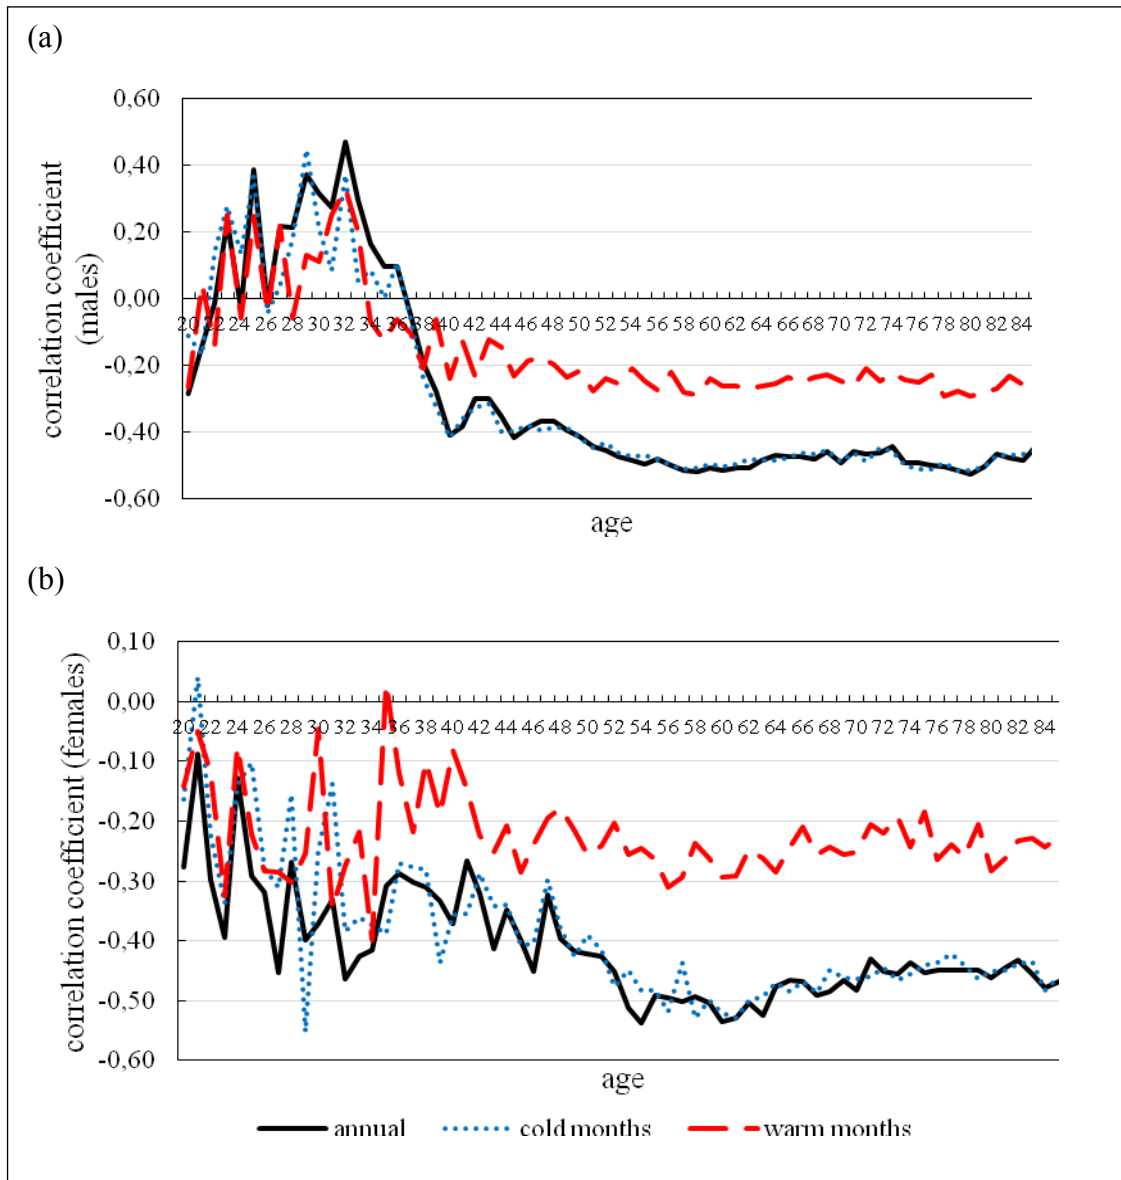 (a)
0,60
0,40
0,20
0,00
-0,20
-0,40
-0,60
correlation coefficient
(males)
20 22 24 26 28 30 32 34 36 38 40 42 44 46 48 50 52 54 56 58 60 62 64 66 68 70 72 74 76 78 80 82 84
age
(b)
0,10
0,00
-0,10
-0,20
-0,30
-0,40
-0,50
-0,60
correlation coefficient (females)
20 22 24 26 28 30 32 34 36 38 40 42 44 46 48 50 52 54 56 58 60 62 64 66 68 70 72 74 76 78 80 82 84
age
annual cold months warm months